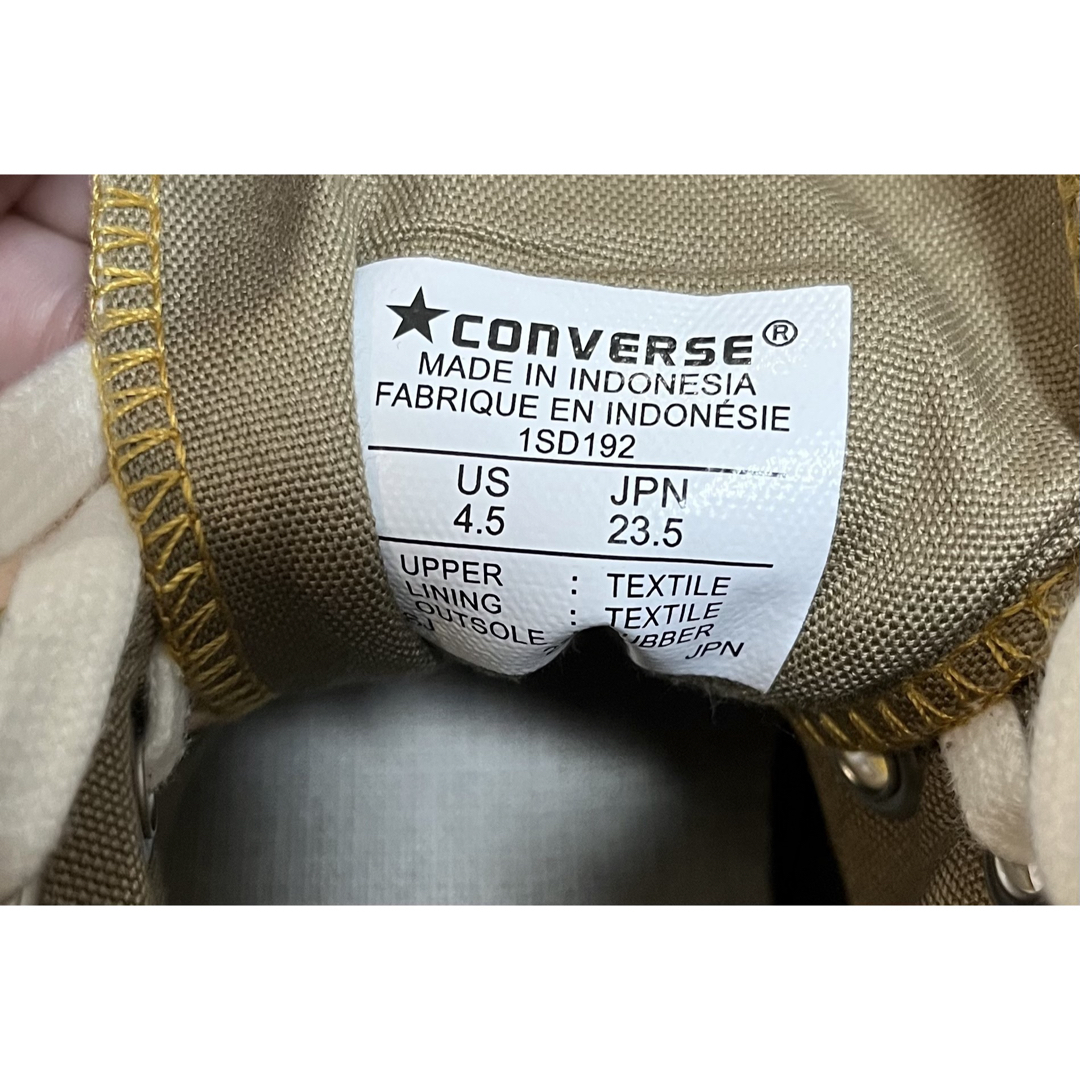 ★CONVERSE®
MADE IN INDONESIA
FABRIQUE EN INDONÉSIE
1SD192
US JPN
4.5 23.5
UPPER : TEXTILE
LINING : TEXTILE
OUTSOLE
JPN